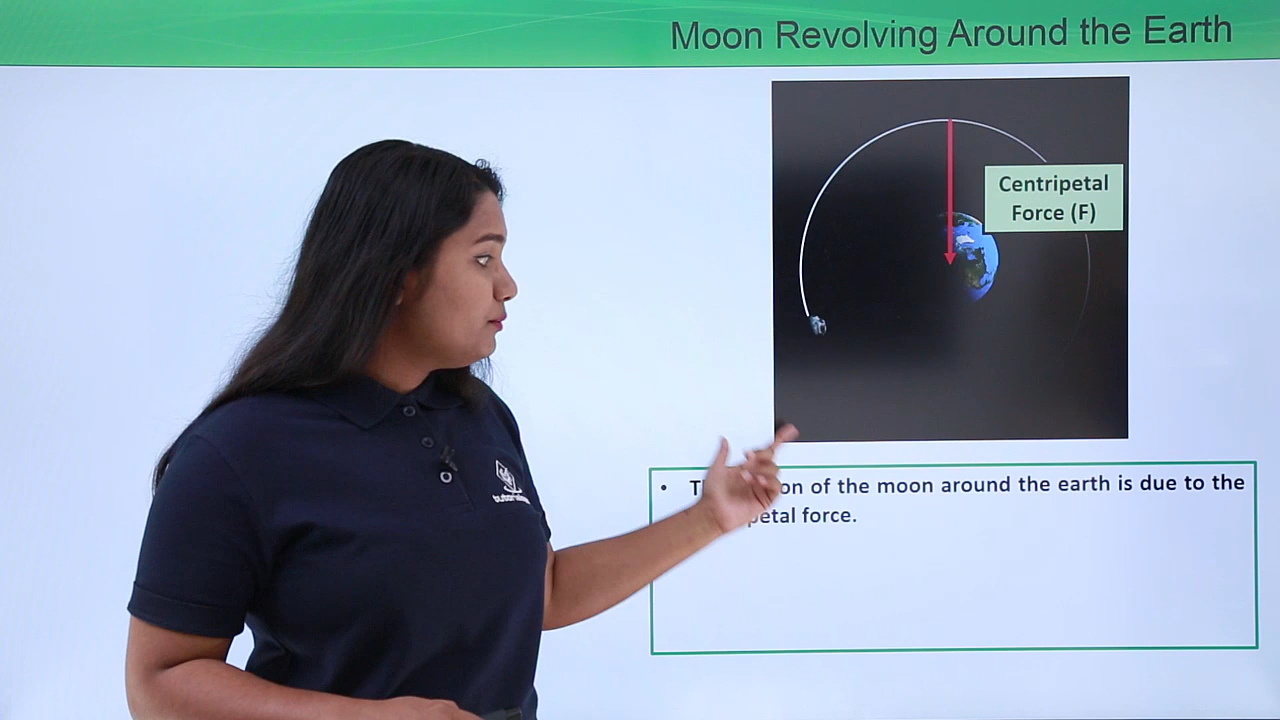 Moon Revolving Around the Earth
Centripetal
Force (F)
• on of the moon around the earth is due to the
petal force.